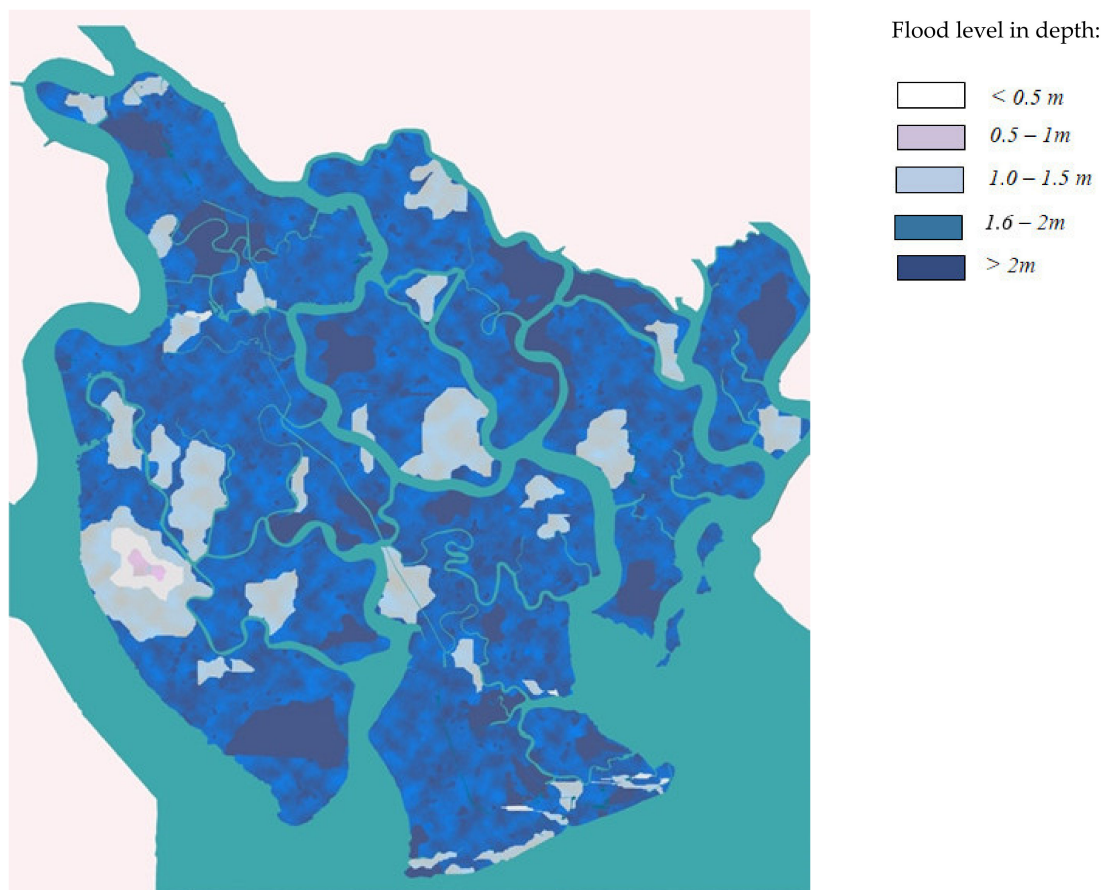 Flood level in depth:
< 0.5 m
0.5 – 1m
1.0 – 1.5 m
1.6 – 2m
> 2m